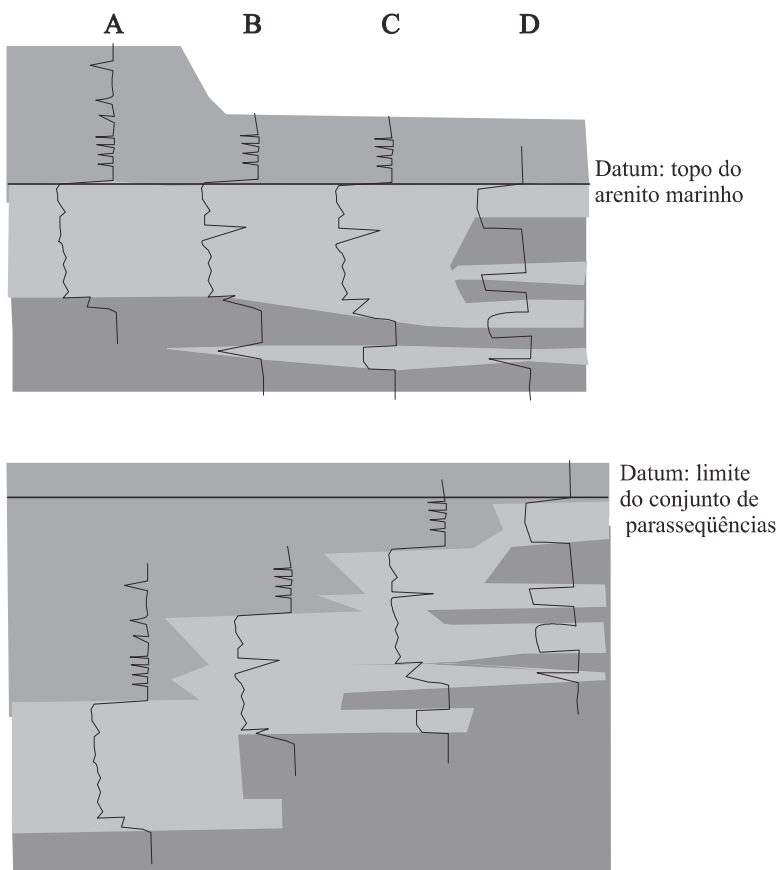 A B C D
Datum: topo do
arenito marinho
Datum: limite
do conjunto de
parasseqüências